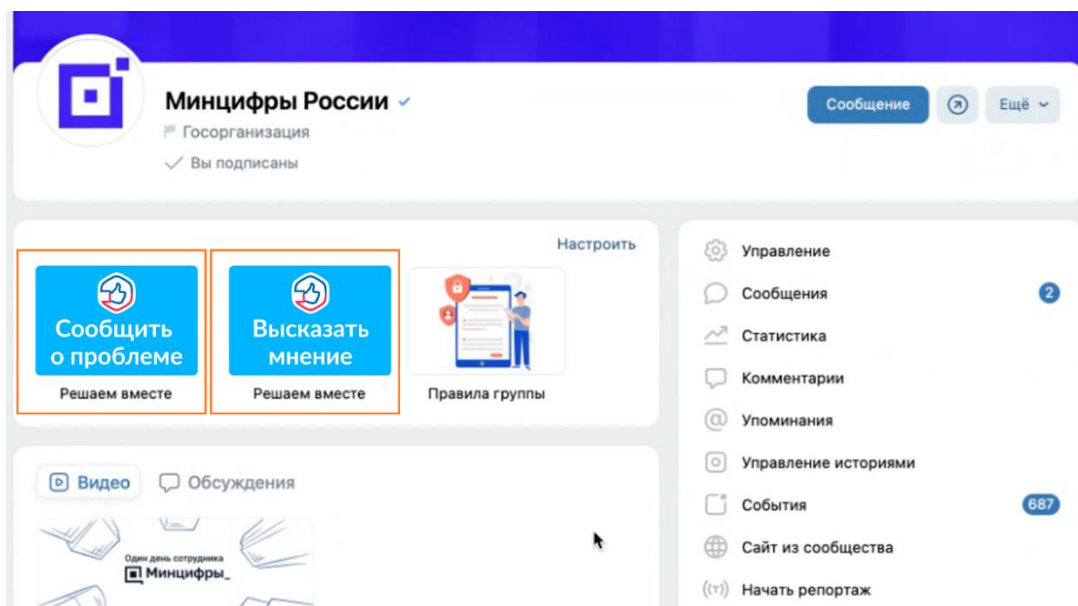 Минцифры России
Госорганизация
Вы подписаны
Сообщение
Ещё
Настроить
Сообщить
о проблеме
Решаем вместе
Высказать
мнение
Решаем вместе
Правила группы
Видео
Обсуждения
Один день сотрудника
Минцифры_
Управление
Сообщения
2
Статистика
Комментарии
Упоминания
Управление историями
События
687
Сайт из сообщества
Начать репортаж